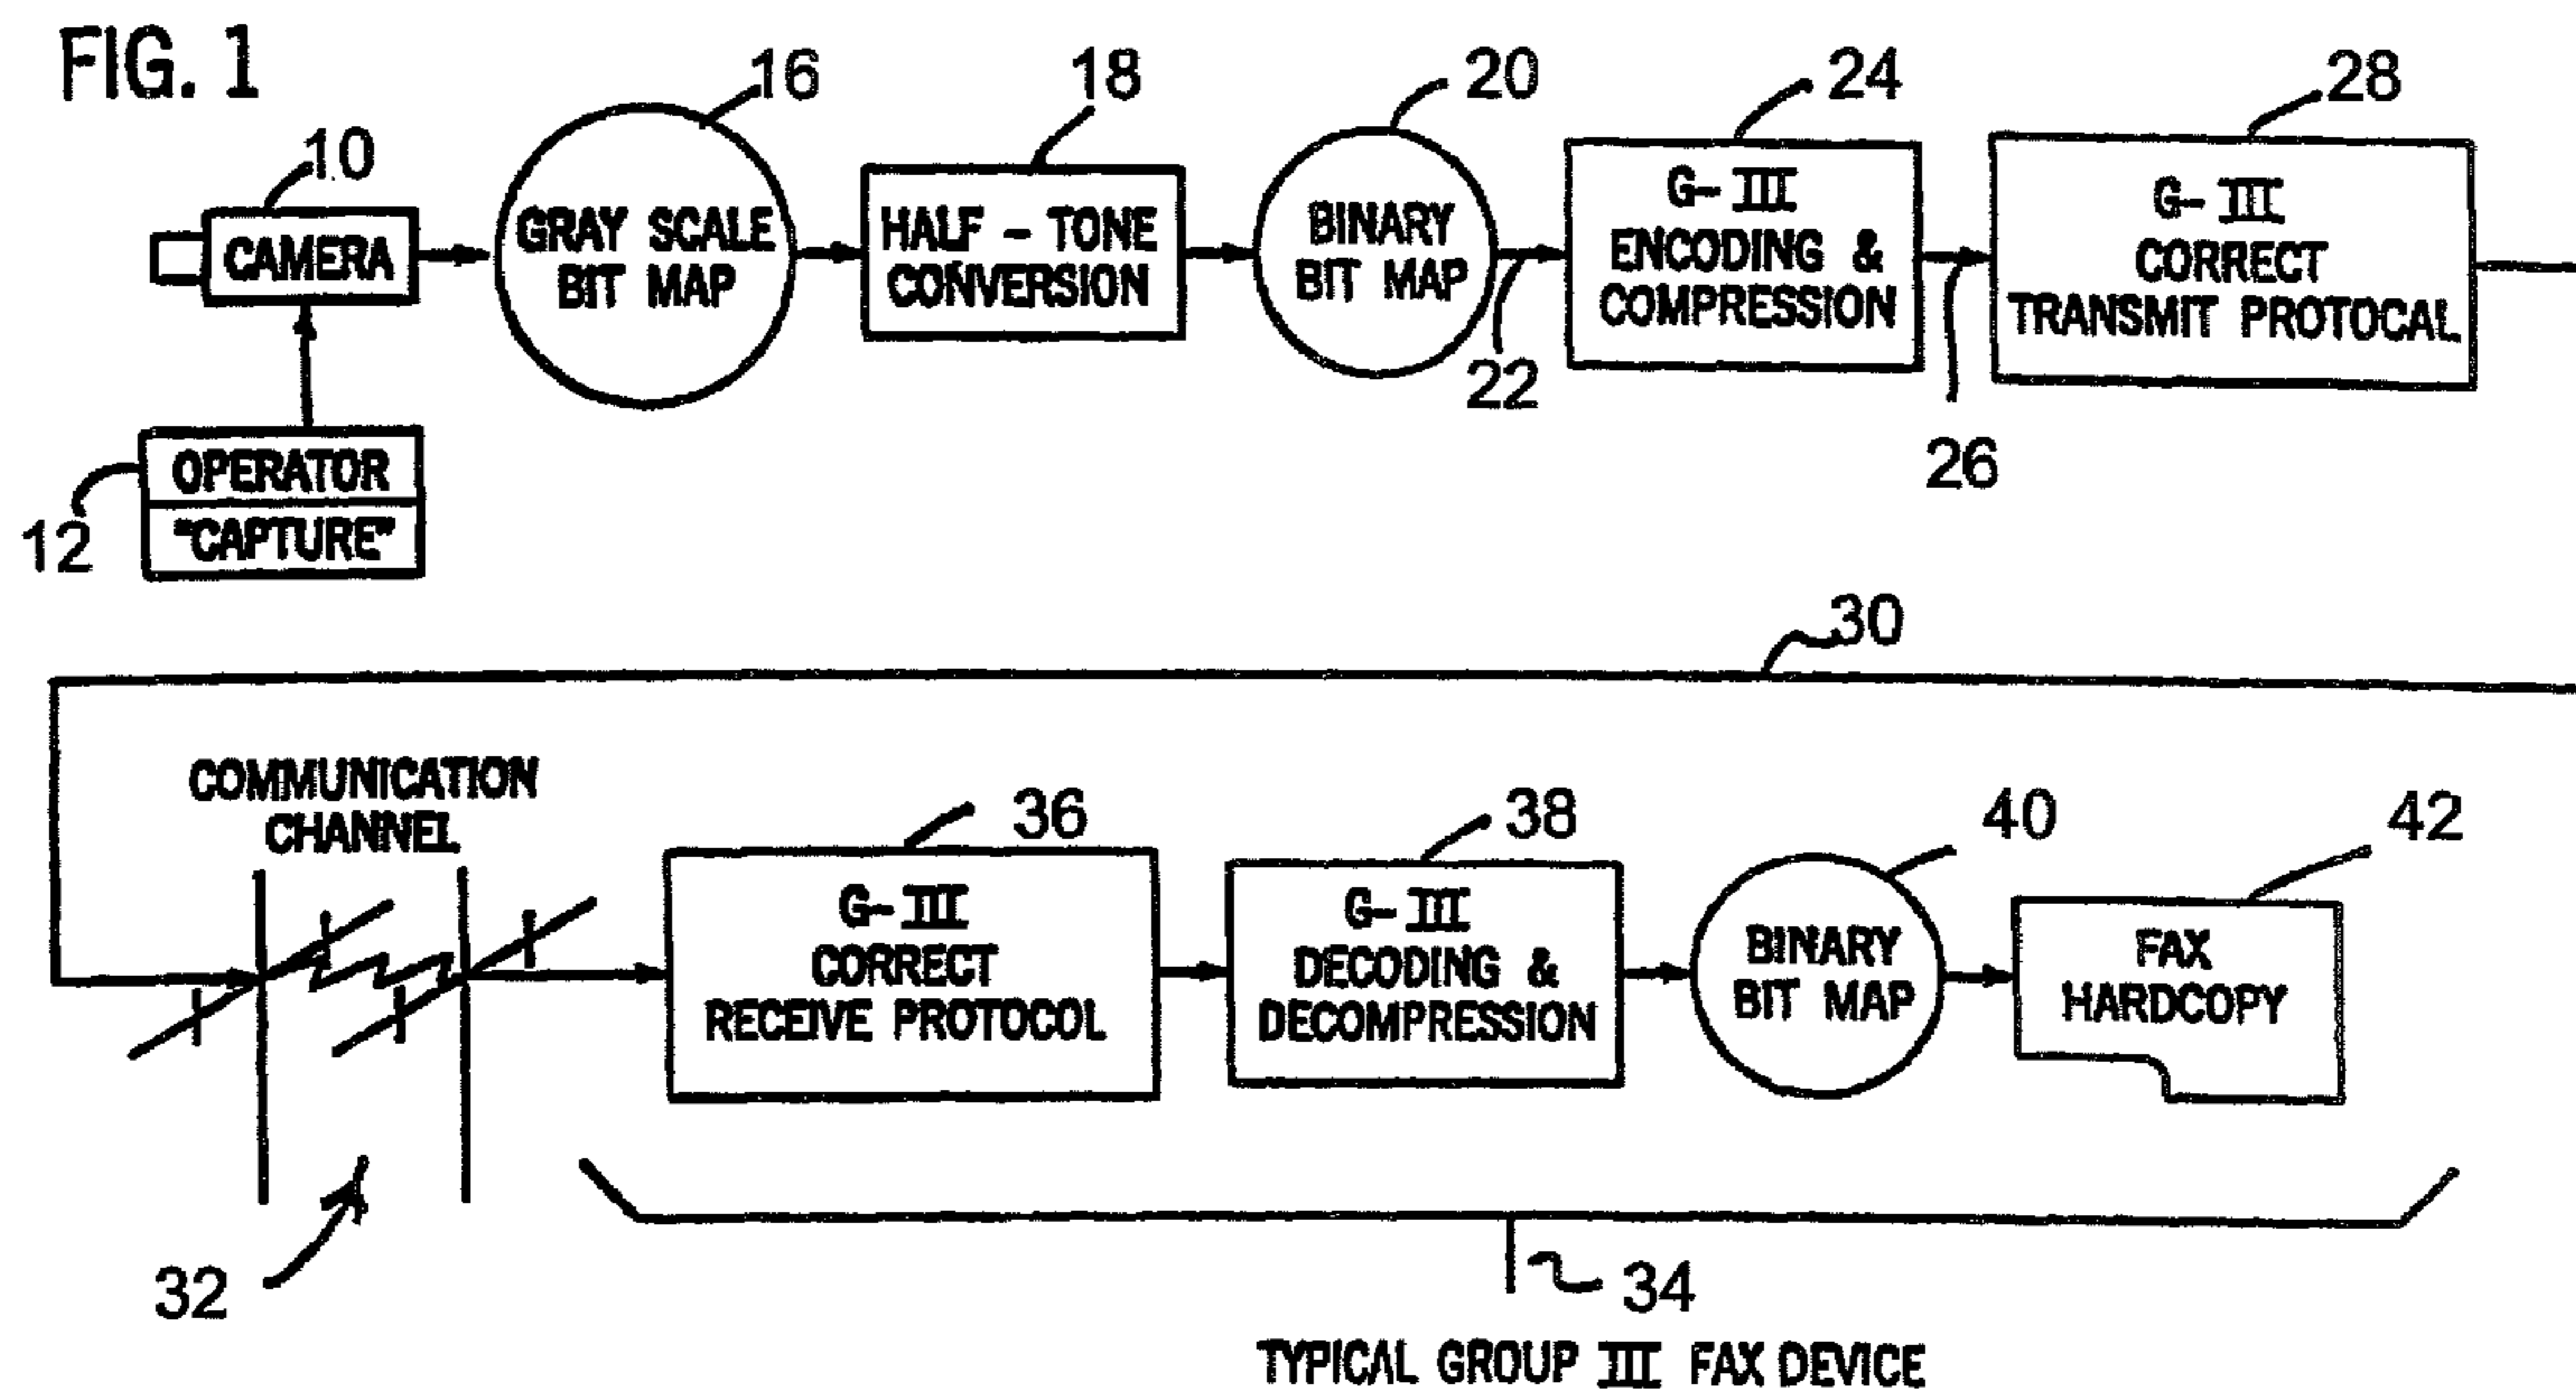 FIG. 1
10
16
18
20
24
28
CAMERA
GRAY SCALE
BIT MAP
HALF - TONE
CONVERSION
BINARY
BIT MAP
22
G-III
ENCODING &
COMPRESSION
26
G-III
CORRECT
TRANSMIT PROTOCAL
12
OPERATOR
"CAPTURE"
30
COMMUNICATION
CHANNEL
32
36
G-III
CORRECT
RECEIVE PROTOCOL
38
G-III
DECODING &
DECOMPRESSION
40
BINARY
BIT MAP
42
FAX
HARDCOPY
34
TYPICAL GROUP III FAX DEVICE